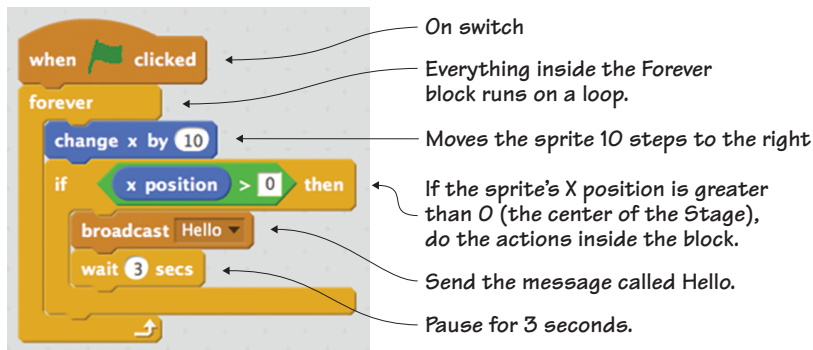 when clicked
forever
change x by 10
if x position > 0 then
broadcast Hello
wait 3 secs
On switch
Everything inside the Forever
block runs on a loop.
Moves the sprite 10 steps to the right
If the sprite's X position is greater
than 0 (the center of the Stage),
do the actions inside the block.
Send the message called Hello.
Pause for 3 seconds.